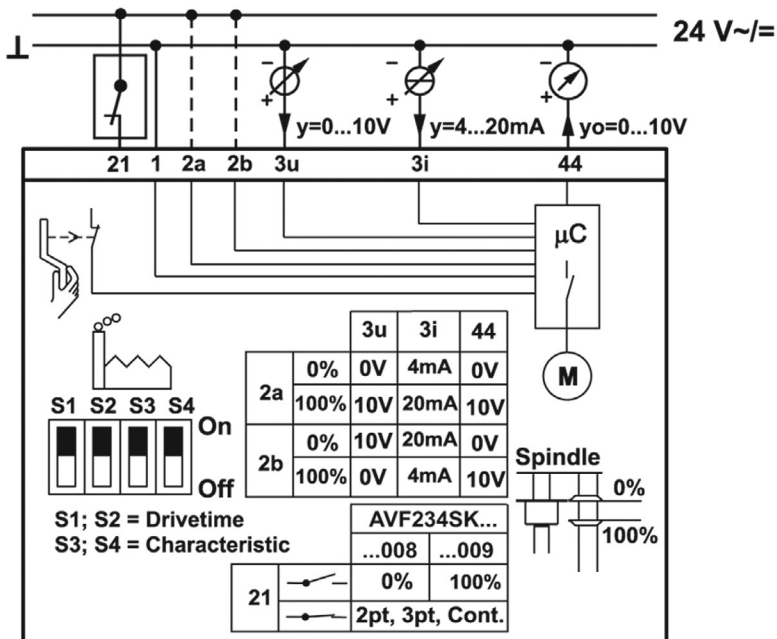 24 V~/=
⊥
− − −
+ + +
y=0...10V y=4...20mA yo=0...10V
21 1 2a 2b 3u 3i 44
μC
3u 3i 44
2a 0% 0V 4mA 0V
100% 10V 20mA 10V
2b 0% 10V 20mA 0V
100% 0V 4mA 10V
M
S1 S2 S3 S4
On
Off
S1; S2 = Drivetime
S3; S4 = Characteristic
Spindle
0%
100%
AVF234SK...
...008 ...009
21 0% 100%
2pt, 3pt, Cont.